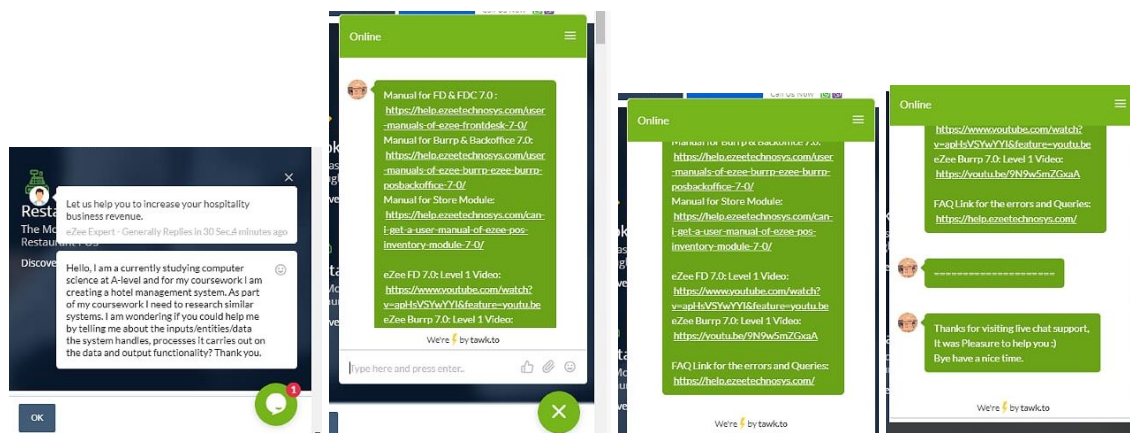 Resta
The Mo
Restaurant POS
Discove
Let us help you to increase your hospitality
business revenue.
eZee Expert - Generally Replies in 30 Sec.4 minutes ago
Hello, I am a currently studying computer
science at A-level and for my coursework I am
creating a hotel management system. As part
of my coursework I need to research similar
systems. I am wondering if you could help me
by telling me about the inputs/entities/data
the system handles, processes it carries out on
the data and output functionality? Thank you.
1
OK
Call Us Now
Online
Manual for FD & FDC 7.0 :
https://help.ezeetechnosys.com/user
-manuals-of-ezee-frontdesk-7-0/
Manual for Burrp & Backoffice 7.0:
https://help.ezeetechnosys.com/user
-manuals-of-ezee-burrp-ezee-burrp-
posbackoffice-7-0/
Manual for Store Module:
https://help.ezeetechnosys.com/can-
i-get-a-user-manual-of-ezee-pos-
inventory-module-7-0/
eZee FD 7.0: Level 1 Video:
https://www.youtube.com/watch?
v=apHsVSYwYYI&feature=youtu.be
eZee Burrp 7.0: Level 1 Video:
We're by tawk.to
Type here and press enter..
Call Us Now
Online
Manual for Burrp & Backoffice 7.0:
https://help.ezeetechnosys.com/user
-manuals-of-ezee-burrp-ezee-burrp-
posbackoffice-7-0/
Manual for Store Module:
https://help.ezeetechnosys.com/can-
i-get-a-user-manual-of-ezee-pos-
inventory-module-7-0/
eZee FD 7.0: Level 1 Video:
https://www.youtube.com/watch?
v=apHsVSYwYYI&feature=youtu.be
eZee Burrp 7.0: Level 1 Video:
https://youtu.be/9N9w5mZGxaA
FAQ Link for the errors and Queries:
https://help.ezeetechnosys.com/
We're by tawk.to
Online
https://www.youtube.com/watch?
v=apHsVSYwYYI&feature=youtu.be
eZee Burrp 7.0: Level 1 Video:
https://youtu.be/9N9w5mZGxaA
FAQ Link for the errors and Queries:
https://help.ezeetechnosys.com/
=====================
Thanks for visiting live chat support,
It was Pleasure to help you :)
Bye have a nice time.
We're by tawk.to